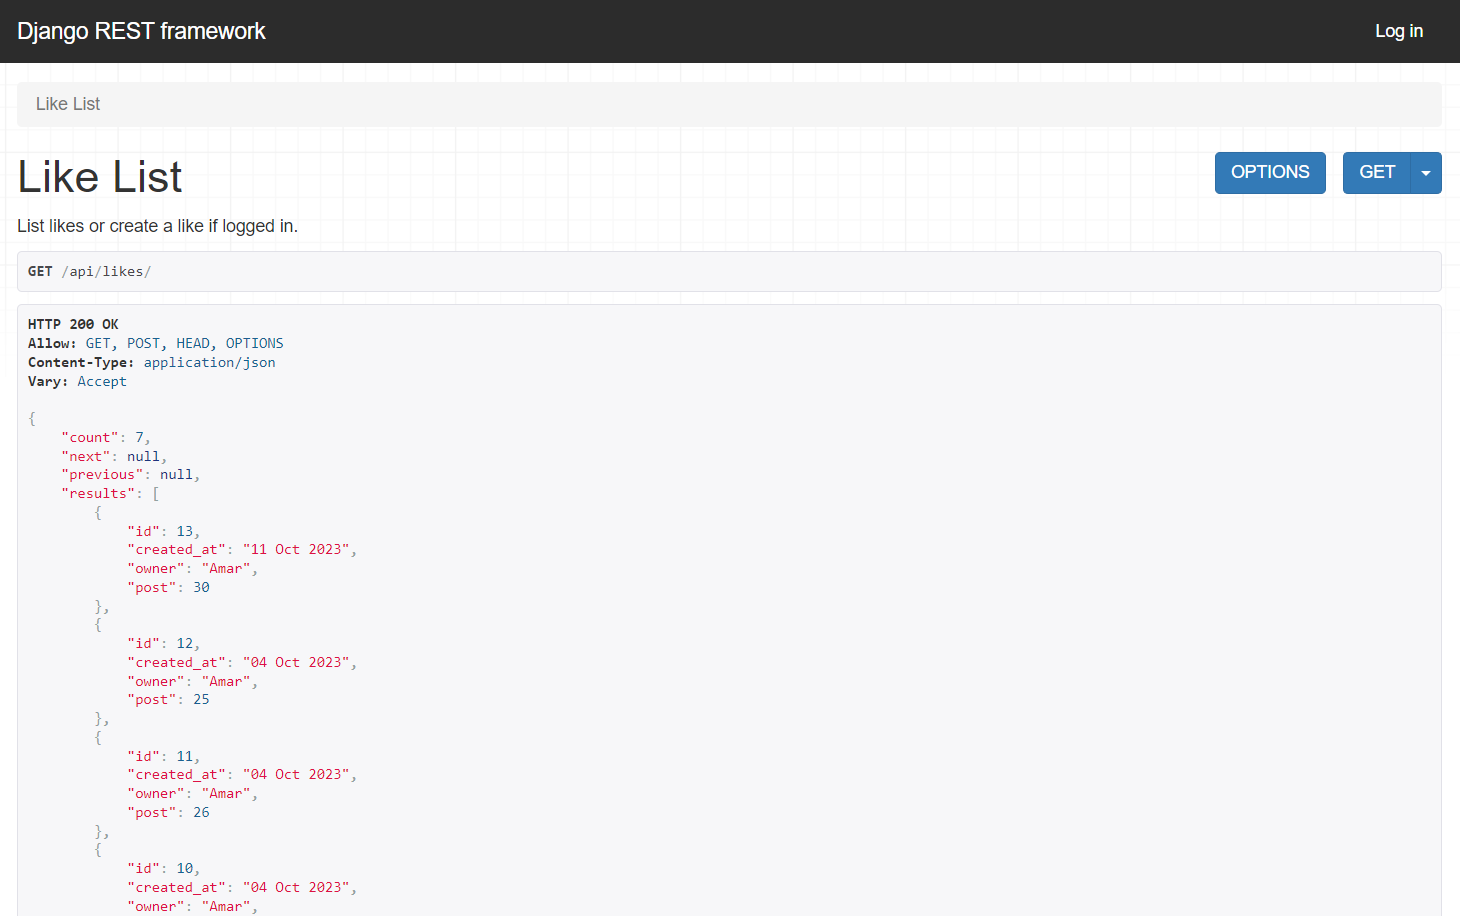 Django REST framework
Log in
Like List
Like List
OPTIONS
GET
List likes or create a like if logged in.
GET /api/likes/
HTTP 200 OK
Allow: GET, POST, HEAD, OPTIONS
Content-Type: application/json
Vary: Accept
{
    "count": 7,
    "next": null,
    "previous": null,
    "results": [
        {
            "id": 13,
            "created_at": "11 Oct 2023",
            "owner": "Amar",
            "post": 30
        },
        {
            "id": 12,
            "created_at": "04 Oct 2023",
            "owner": "Amar",
            "post": 25
        },
        {
            "id": 11,
            "created_at": "04 Oct 2023",
            "owner": "Amar",
            "post": 26
        },
        {
            "id": 10,
            "created_at": "04 Oct 2023",
            "owner": "Amar",